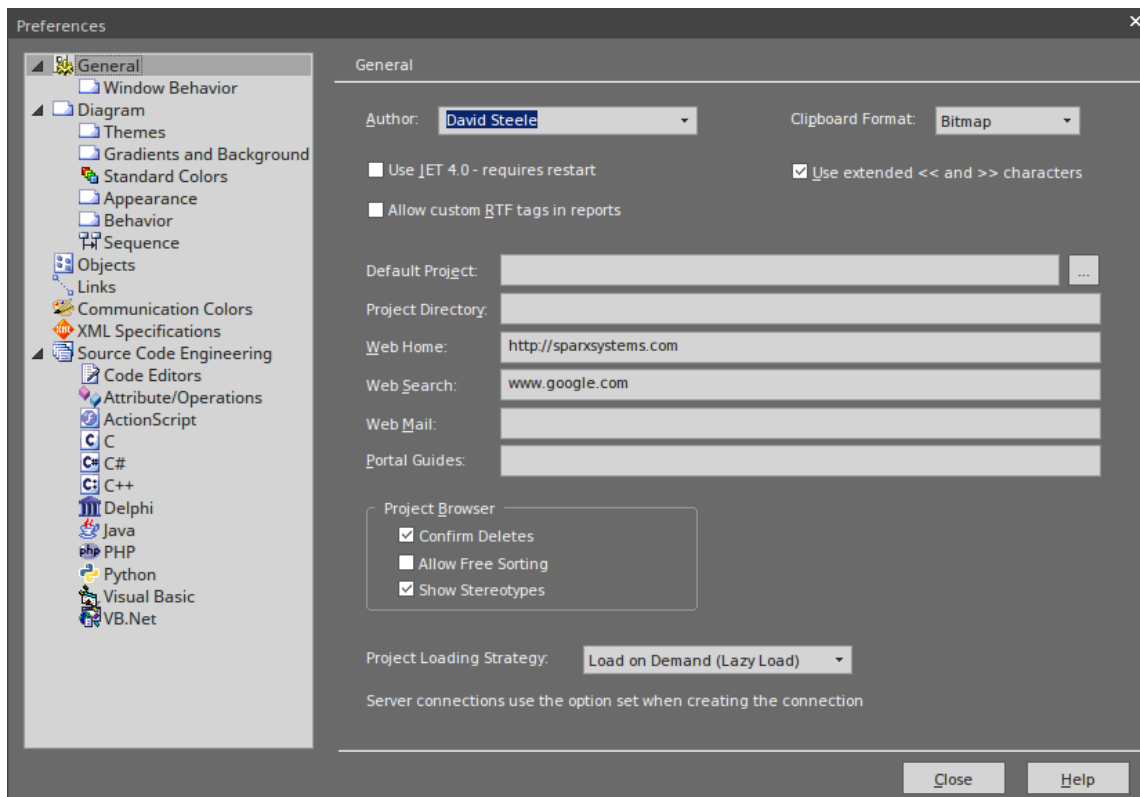 Preferences
General
Window Behavior
Diagram
Themes
Gradients and Background
Standard Colors
Appearance
Behavior
Sequence
Objects
Links
Communication Colors
XML Specifications
Source Code Engineering
Code Editors
Attribute/Operations
ActionScript
C
C#
C++
Delphi
Java
PHP
Python
Visual Basic
VB.Net
General
Author: David Steele Clipboard Format: Bitmap
Use JET 4.0 - requires restart Use extended << and >> characters
Allow custom RTF tags in reports
Default Project: ...
Project Directory:
Web Home: http://sparxsystems.com
Web Search: www.google.com
Web Mail:
Portal Guides:
Project Browser
Confirm Deletes
Allow Free Sorting
Show Stereotypes
Project Loading Strategy: Load on Demand (Lazy Load)
Server connections use the option set when creating the connection
Close Help